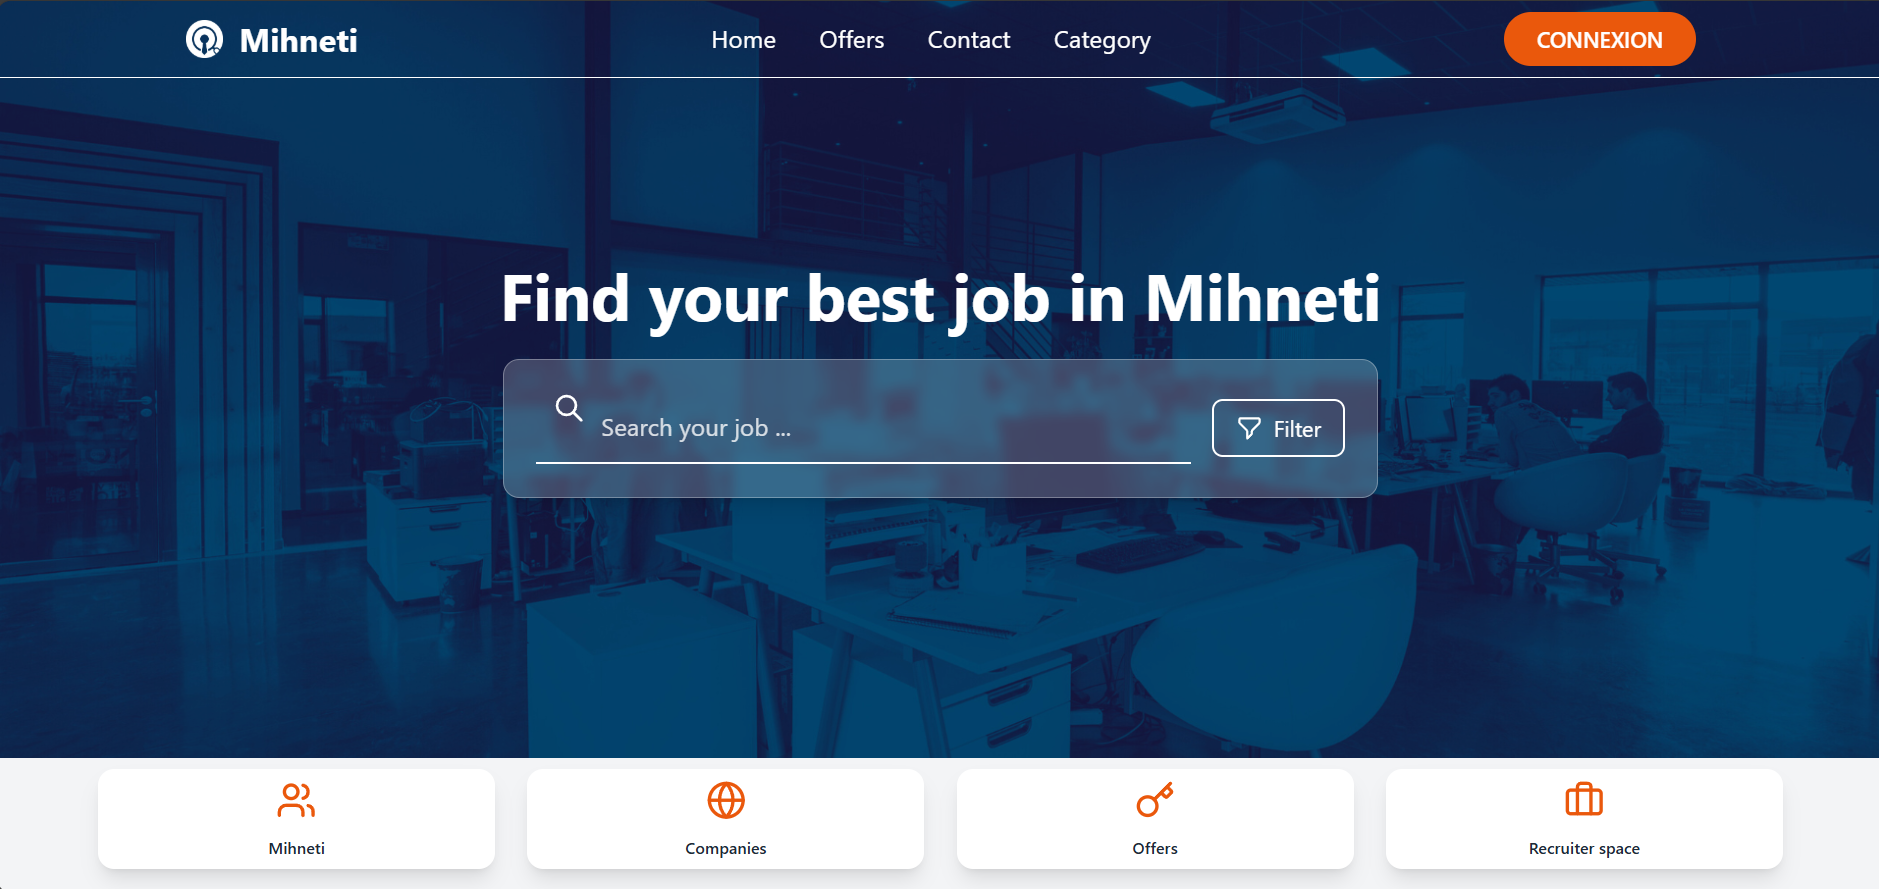 Mihneti
Home Offers Contact Category
CONNEXION
Find your best job in Mihneti
Search your job ...
Filter
Mihneti
Companies
Offers
Recruiter space